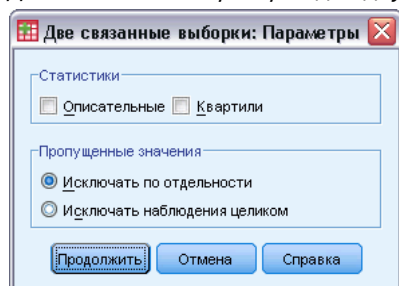 Две связанные выборки: Параметры
Статистики
Описательные Квартили
Пропущенные значения
Исключать по отдельности
Исключать наблюдения целиком
Продолжить Отмена Справка